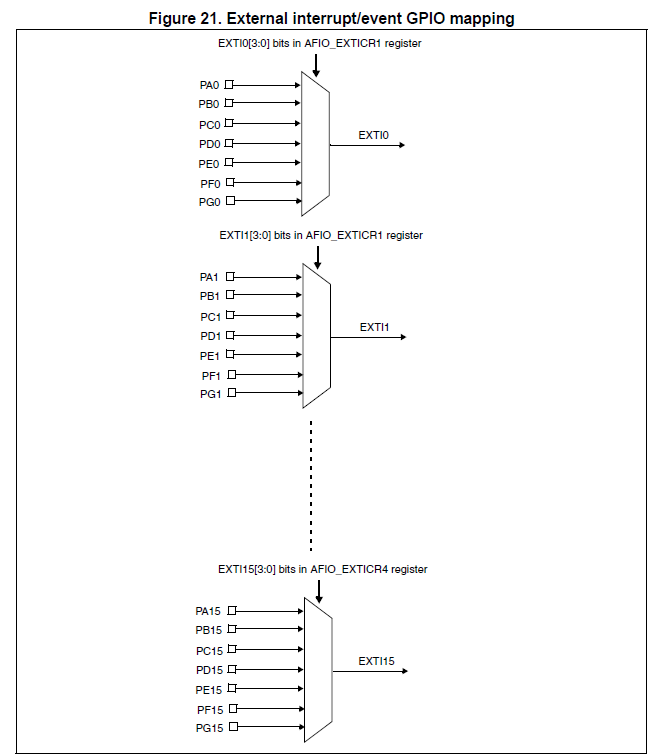 Figure 21. External interrupt/event GPIO mapping
EXTI0[3:0] bits in AFIO_EXTICR1 register
PA0
PB0
PC0
EXTI0
PD0
PE0
PF0
PG0
EXTI1[3:0] bits in AFIO_EXTICR1 register
PA1
PB1
PC1
EXTI1
PD1
PE1
PF1
PG1
EXTI15[3:0] bits in AFIO_EXTICR4 register
PA15
PB15
PC15
EXTI15
PD15
PE15
PF15
PG15